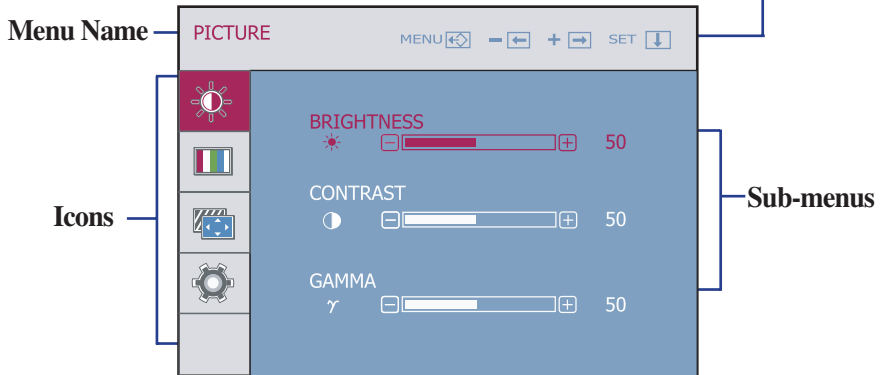 Menu Name
PICTURE
MENU - + SET
BRIGHTNESS
50
CONTRAST
50
GAMMA
γ 50
Icons
Sub-menus